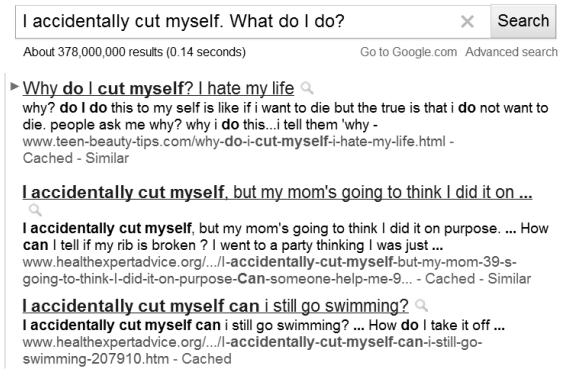 I accidentally cut myself. What do I do? × Search
About 378,000,000 results (0.14 seconds) Go to Google.com Advanced search
Why do I cut myself? I hate my life
why? do I do this to my self is like if i want to die but the true is that i do not want to
die. people ask me why? why i do this...i tell them 'why -
www.teen-beauty-tips.com/why-do-i-cut-myself-i-hate-my-life.html -
Cached - Similar
I accidentally cut myself, but my mom's going to think I did it on ...
I accidentally cut myself, but my mom's going to think I did it on purpose. ... How
can I tell if my rib is broken ? I went to a party thinking I was just ...
www.healthexpertadvice.org/.../I-accidentally-cut-myself-but-my-mom-39-s-
going-to-think-I-did-it-on-purpose-Can-someone-help-me-9... - Cached - Similar
I accidentally cut myself can i still go swimming?
I accidentally cut myself can i still go swimming? ... How do I take it off ...
www.healthexpertadvice.org/.../I-accidentally-cut-myself-can-i-still-go-
swimming-207910.htm - Cached